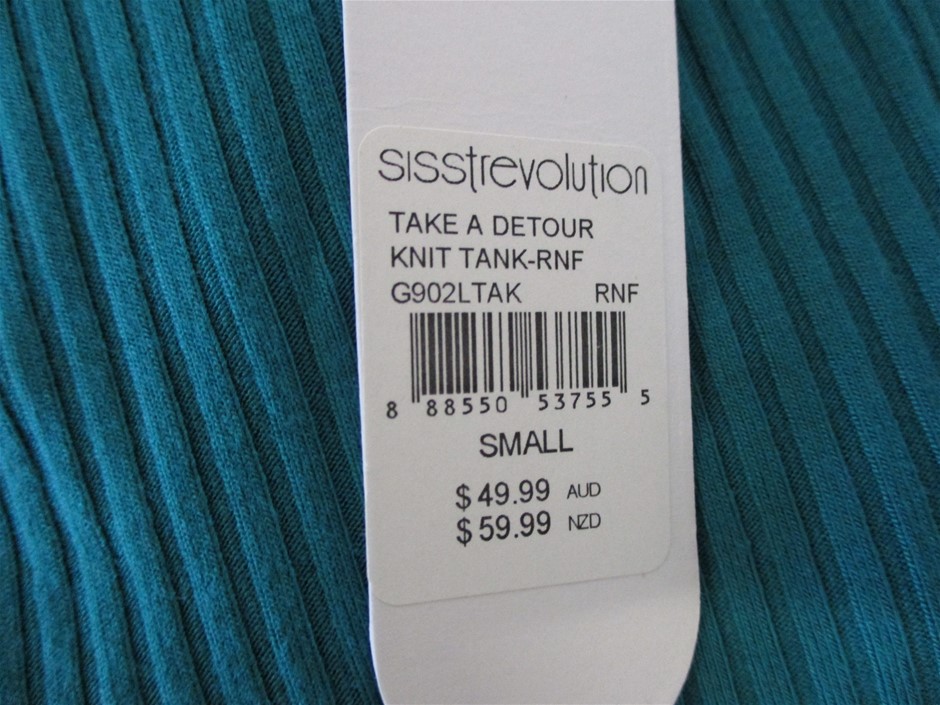 sisstrevolution
TAKE A DETOUR
KNIT TANK-RNF
G902LTAK RNF
8 88550 53755 5
SMALL
$49.99 AUD
$59.99 NZD